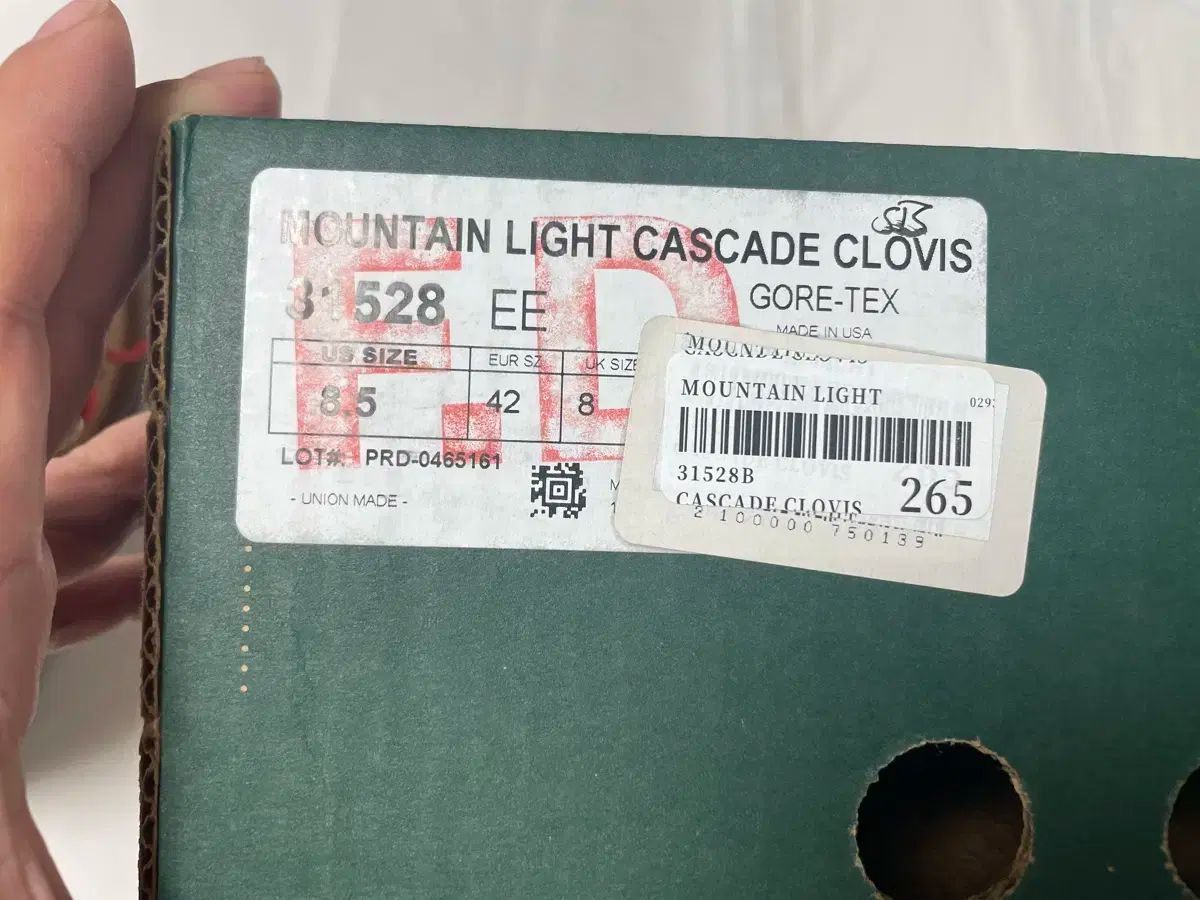 MOUNTAIN LIGHT CASCADE CLOVIS
31528 EE GORE-TEX
MADE IN USA
US SIZE EUR SZ UK SIZE
8.5 42 8
LOT#: PRD-0465161
- UNION MADE -
F.D
MOUNTAIN LIGHT
029
31528B
CASCADE CLOVIS
265
2 100000 750139